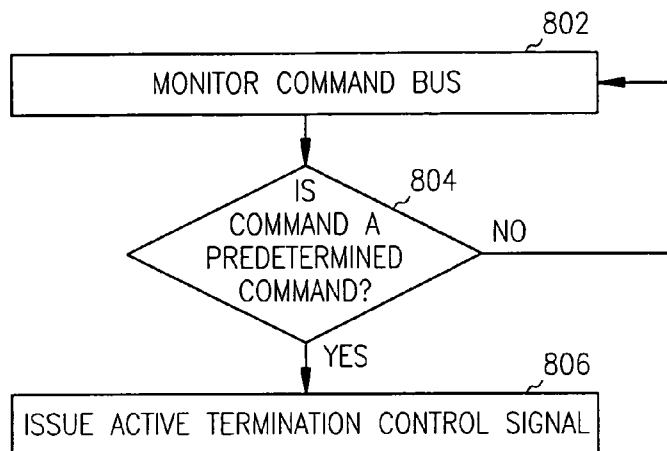 802
MONITOR COMMAND BUS
804
IS
COMMAND A
PREDETERMINED
COMMAND?
NO
YES
806
ISSUE ACTIVE TERMINATION CONTROL SIGNAL